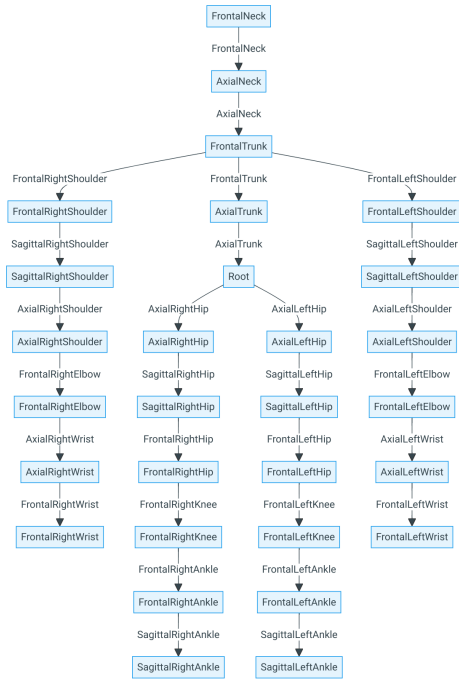 FrontalNeck
FrontalNeck
AxialNeck
AxialNeck
FrontalTrunk
FrontalRightShoulder FrontalTrunk FrontalLeftShoulder
FrontalRightShoulder AxialTrunk FrontalLeftShoulder
SagittalRightShoulder AxialTrunk SagittalLeftShoulder
SagittalRightShoulder Root SagittalLeftShoulder
AxialRightShoulder AxialRightHip AxialLeftHip AxialLeftShoulder
AxialRightShoulder AxialRightHip AxialLeftHip AxialLeftShoulder
FrontalRightElbow SagittalRightHip SagittalLeftHip FrontalLeftElbow
FrontalRightElbow SagittalRightHip SagittalLeftHip FrontalLeftElbow
AxialRightWrist FrontalRightHip FrontalLeftHip AxialLeftWrist
AxialRightWrist FrontalRightHip FrontalLeftHip AxialLeftWrist
FrontalRightWrist FrontalRightKnee FrontalLeftKnee FrontalLeftWrist
FrontalRightWrist FrontalRightKnee FrontalLeftKnee FrontalLeftWrist
FrontalRightAnkle FrontalLeftAnkle
FrontalRightAnkle FrontalLeftAnkle
SagittalRightAnkle SagittalLeftAnkle
SagittalRightAnkle SagittalLeftAnkle